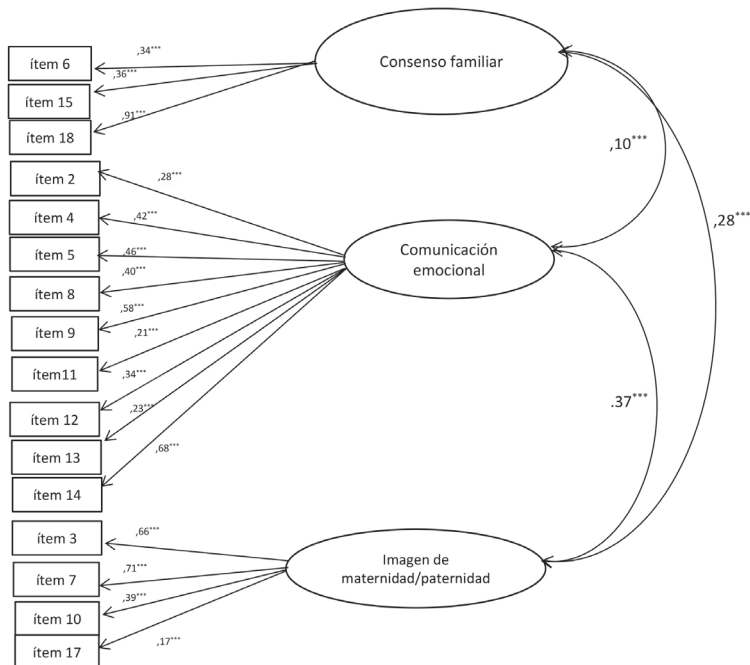 Consenso familiar
ítem 6
,34***
ítem 15
,36***
ítem 18
,91***
,10***
ítem 2
,28***
ítem 4
,42***
,28***
ítem 5
,46***
Comunicación
emocional
ítem 8
,40***
ítem 9
,58***
ítem11
,21***
ítem 12
,34***
.37***
ítem 13
,23***
ítem 14
,68***
ítem 3
,66***
Imagen de
maternidad/paternidad
ítem 7
,71***
ítem 10
,39***
ítem 17
,17***